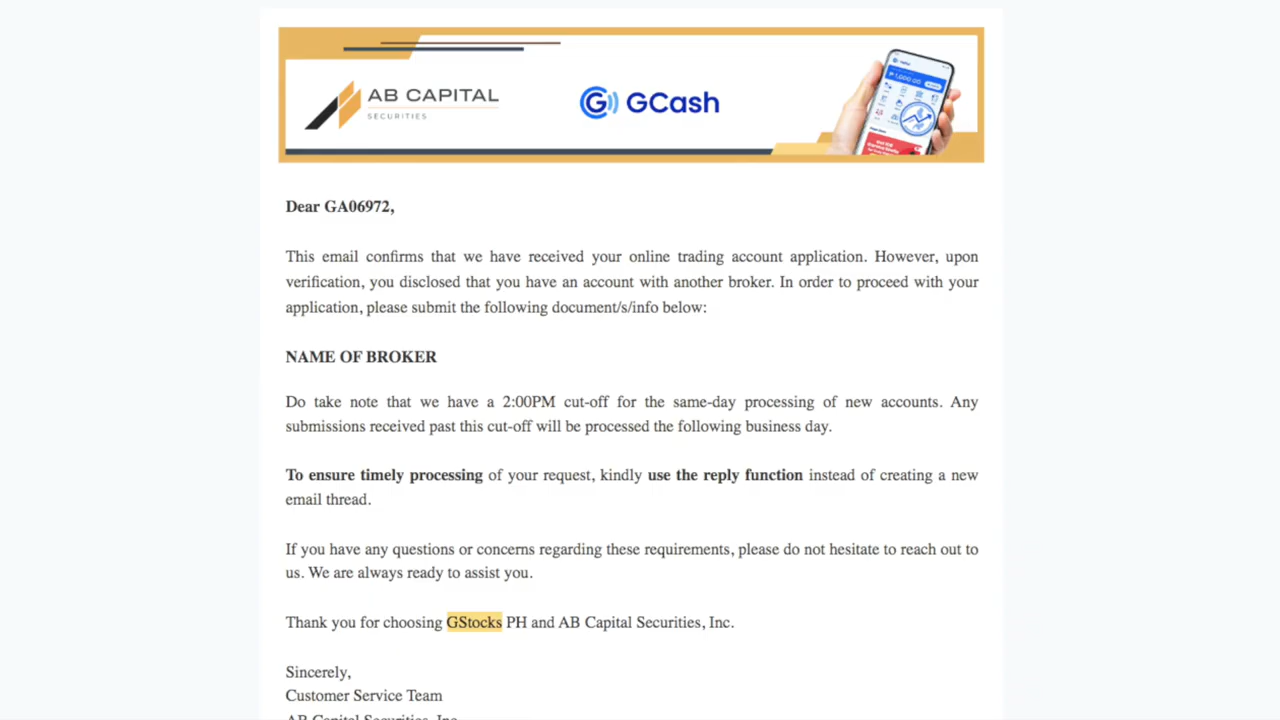 AB CAPITAL
SECURITIES
GCash
Dear GA06972,
This email confirms that we have received your online trading account application. However, upon
verification, you disclosed that you have an account with another broker. In order to proceed with your
application, please submit the following document/s/info below:
NAME OF BROKER
Do take note that we have a 2:00PM cut-off for the same-day processing of new accounts. Any
submissions received past this cut-off will be processed the following business day.
To ensure timely processing of your request, kindly use the reply function instead of creating a new
email thread.
If you have any questions or concerns regarding these requirements, please do not hesitate to reach out to
us. We are always ready to assist you.
Thank you for choosing GStocks PH and AB Capital Securities, Inc.
Sincerely,
Customer Service Team
AB Capital Securities, Inc.